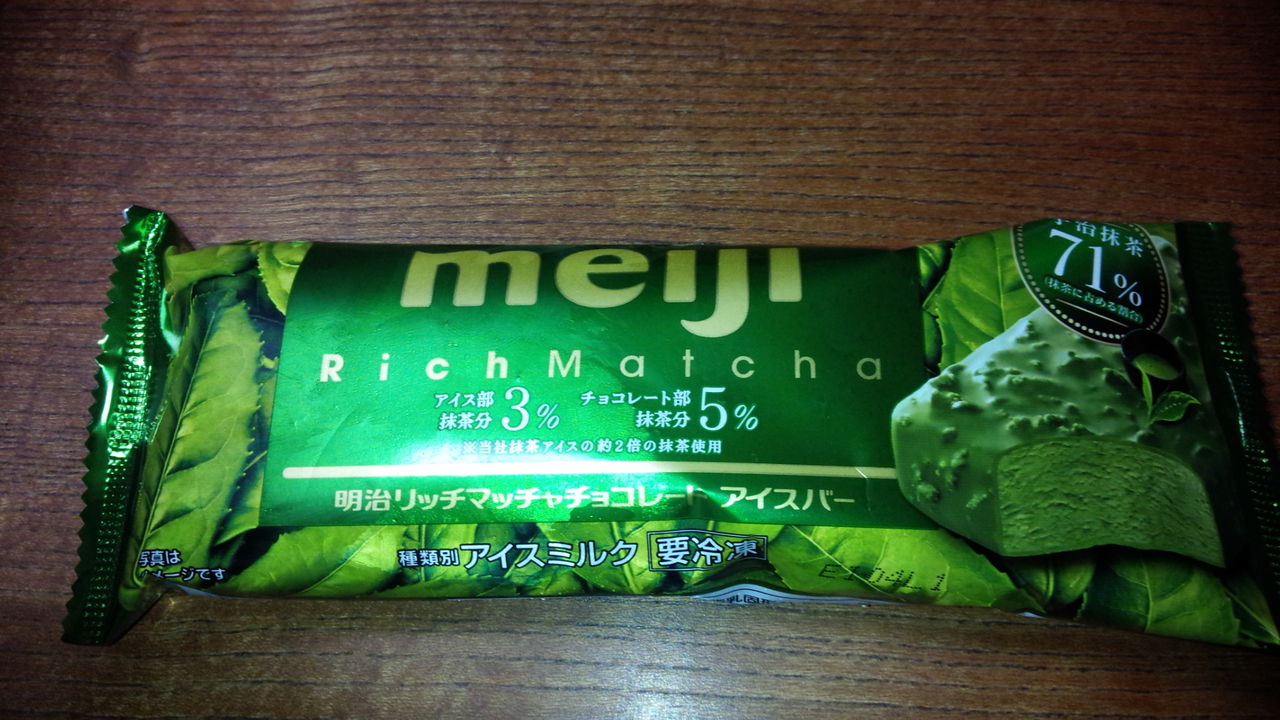 meiji
Rich Matcha
アイス部 抹茶分 3%
チョコレート部 抹茶分 5%
※当社抹茶アイスの約2倍の抹茶使用
明治リッチマッチャチョコレート アイスバー
種類別 アイスミルク 要冷凍
写真は
イメージです
宇治抹茶
71%
(抹茶に占める割合)